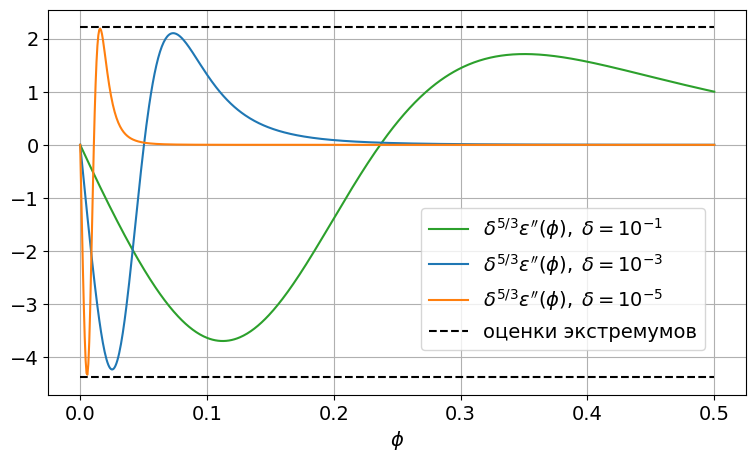 2
1
0
−1
−2
−3
−4
0.0 0.1 0.2 0.3 0.4 0.5
ϕ
δ^{5/3}ε′′(ϕ), δ = 10^{−1}
δ^{5/3}ε′′(ϕ), δ = 10^{−3}
δ^{5/3}ε′′(ϕ), δ = 10^{−5}
оценки экстремумов